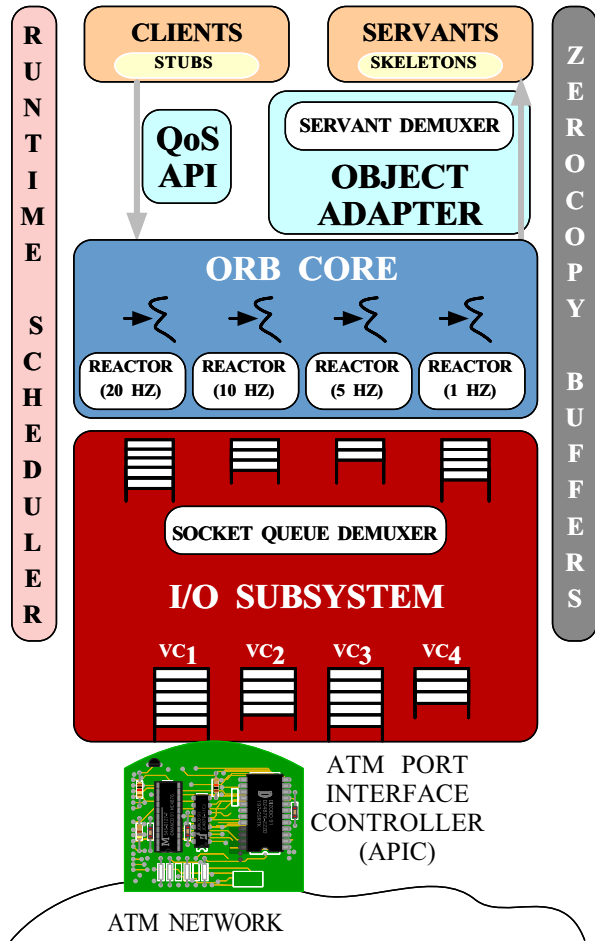 RUNTIME SCHEDULER
CLIENTS
STUBS
SERVANTS
SKELETONS
ZEROCOPY BUFFERS
QoS
API
SERVANT DEMUXER
OBJECT
ADAPTER
ORB CORE
REACTOR
(20 HZ)
REACTOR
(10 HZ)
REACTOR
(5 HZ)
REACTOR
(1 HZ)
SOCKET QUEUE DEMUXER
I/O SUBSYSTEM
VC1
VC2
VC3
VC4
ATM PORT
INTERFACE
CONTROLLER
(APIC)
ATM NETWORK